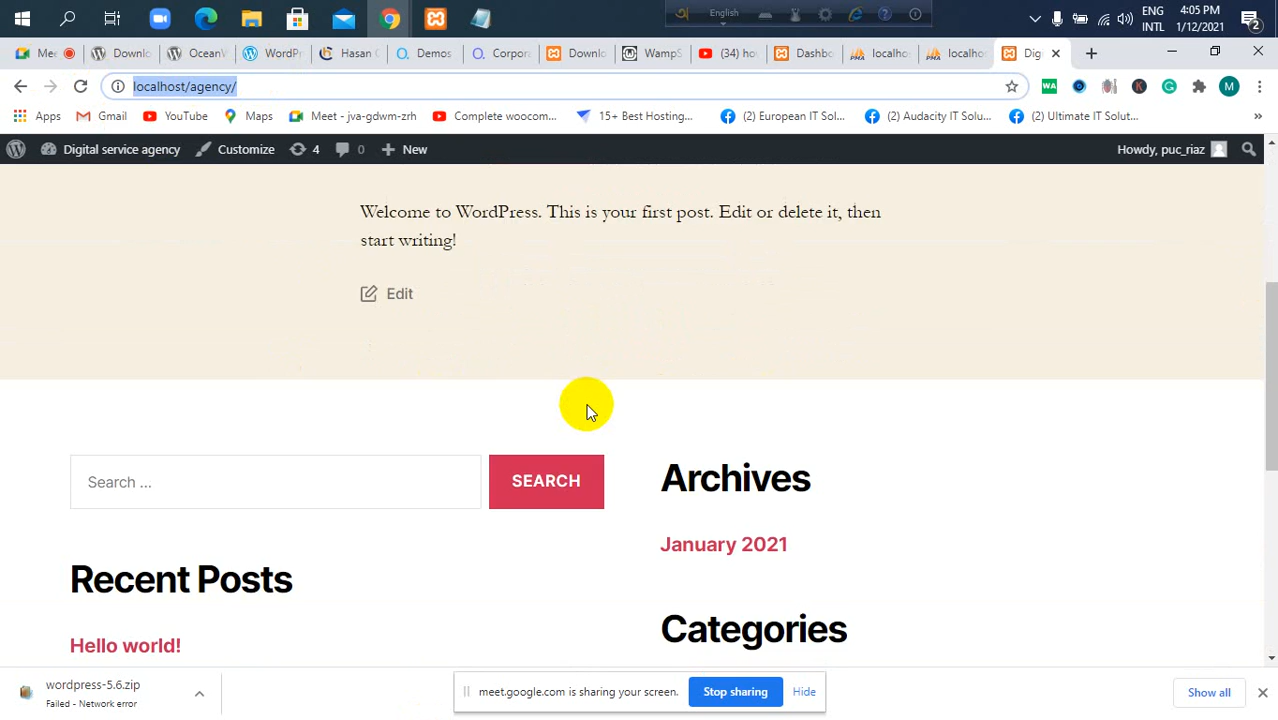 English
ENG
INTL
4:05 PM
1/12/2021
2
Mee
Downlo
OceanW
WordPr
Hasan C
Demos
Corpora
Downlo
WampS
(34) ho
Dashbo
localho
localho
Dig
localhost/agency/
WA
K
G
M
Apps
Gmail
YouTube
Maps
Meet - jva-gdwm-zrh
Complete woocom...
15+ Best Hosting...
(2) European IT Sol...
(2) Audacity IT Solu...
(2) Ultimate IT Solut...
»
Digital service agency
Customize
4
0
New
Howdy, puc_riaz
Welcome to WordPress. This is your first post. Edit or delete it, then
start writing!
Edit
Search …
SEARCH
Archives
January 2021
Recent Posts
Hello world!
Categories
wordpress-5.6.zip
Failed - Network error
meet.google.com is sharing your screen.
Stop sharing
Hide
Show all